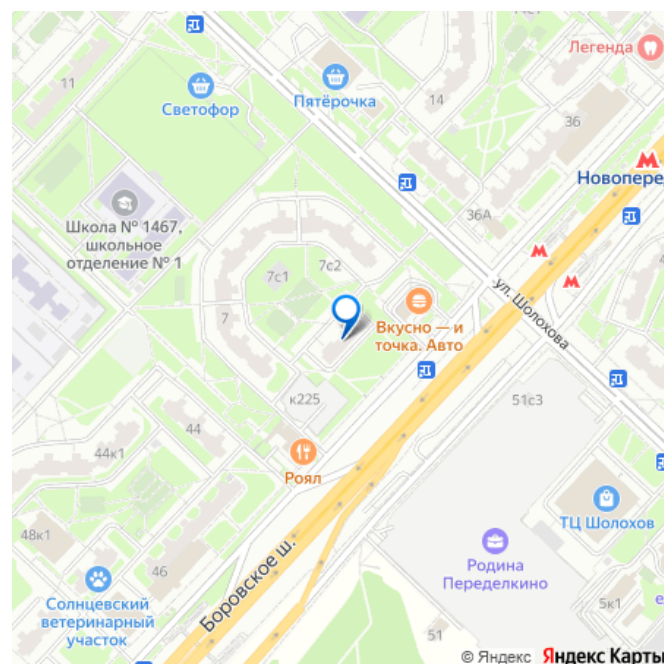 Легенда
11
Светофор
Пятёрочка
14
36
Новопере
Школа № 1467,
школьное
отделение № 1
36А
7с1
7с2
ул. Шолохова
7
Вкусно — и
точка. Авто
к225
51с3
44
44к1
Роял
ТЦ Шолохов
48к1
46
Боровское ш.
Родина
Переделкино
Солнцевский
ветеринарный
участок
5к1
51
© Яндекс Яндекс Карты